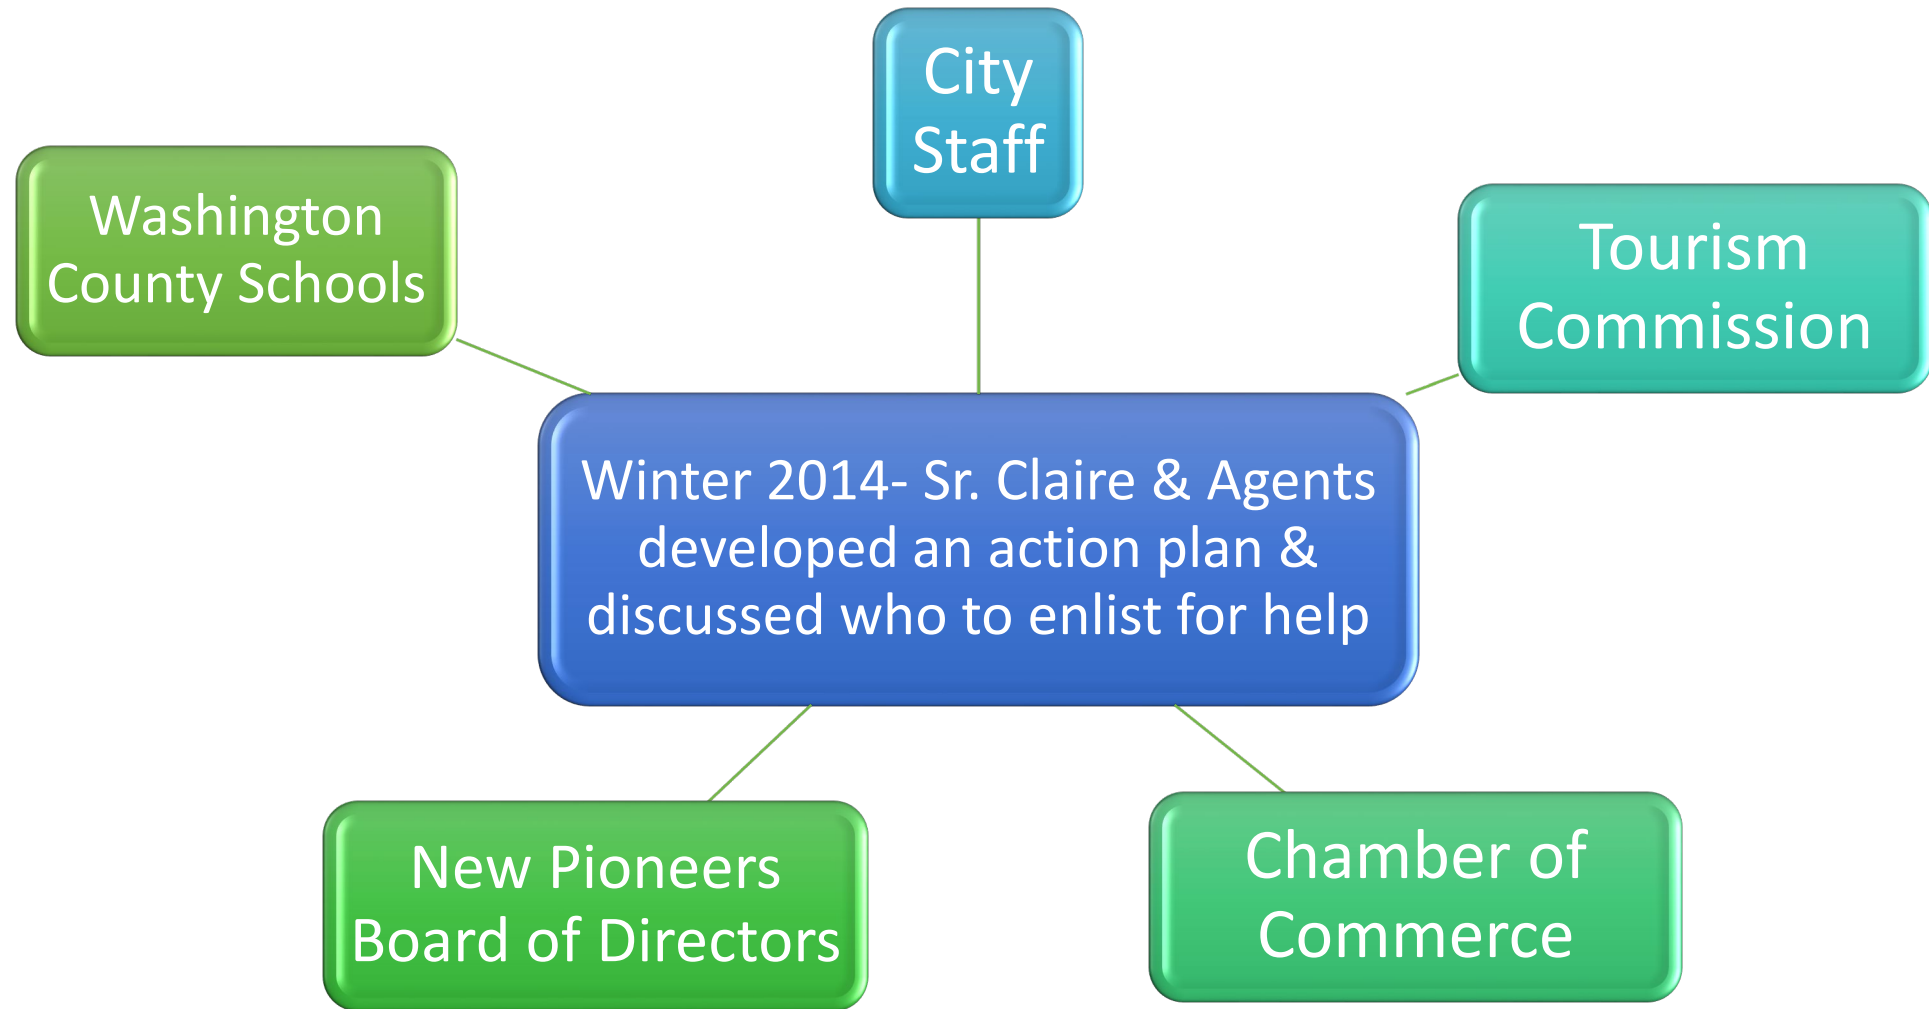 City
Staff
Washington
County Schools
Tourism
Commission
Winter 2014- Sr. Claire & Agents
developed an action plan &
discussed who to enlist for help
New Pioneers
Board of Directors
Chamber of
Commerce